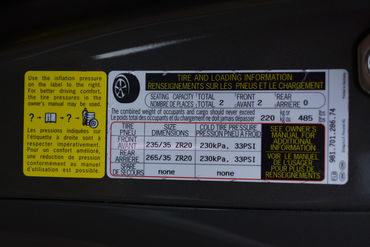 Use the inflation pressure
on the label to the right.
For better driving comfort,
the tire pressures in the
owner's manual may be used.
Les pressions indiquées sur
l'étiquette à droite sont à
respecter impérativement.
Pour un confort amélioré,
une réduction de pression
conformément au manuel
est possible.
TIRE AND LOADING INFORMATION
RENSEIGNEMENTS SUR LES PNEUS ET LE CHARGEMENT
SEATING CAPACITY TOTAL FRONT REAR
NOMBRE DE PLACES TOTAL 2 AVANT 2 ARRIÈRE 0
The combined weight of occupants and cargo should never exceed
Le poids total des occupants et du chargement ne doit pas dépasser 220 kg or 485
TIRE SIZE COLD TIRE PRESSURE
PNEU DIMENSIONS PRESSION PNEU À FROID
FRONT
AVANT 235/35 ZR20 230kPa, 33PSI
REAR
ARRIÈRE 265/35 ZR20 230kPa, 33PSI
SPARE
DE SECOURS none none
SEE OWNER'S
MANUAL FOR
ADDITIONAL
INFORMATION
VOIR LE MANUEL
DE L'USAGER
POUR PLUS DE
RENSEIGNEMENTS
981.701.286.74